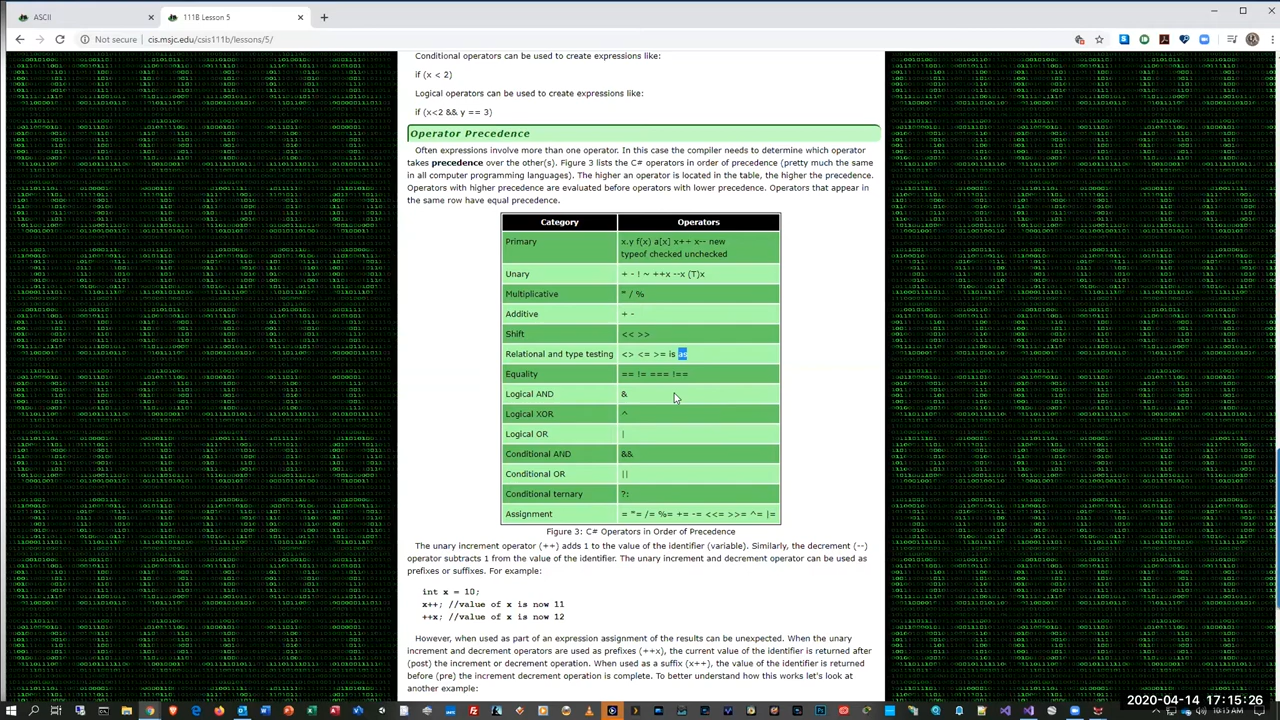 ASCII
111B Lesson 5
Not secure | cis.msjc.edu/csis111b/lessons/5/
Conditional operators can be used to create expressions like:
if (x < 2)
Logical operators can be used to create expressions like:
if (x<2 && y == 3)
Operator Precedence
Often expressions involve more than one operator. In this case the compiler needs to determine which operator
takes precedence over the other(s). Figure 3 lists the C# operators in order of precedence (pretty much the same
in all computer programming languages). The higher an operator is located in the table, the higher the precedence.
Operators with higher precedence are evaluated before operators with lower precedence. Operators that appear in
the same row have equal precedence.
Category Operators
Primary x.y f(x) a[x] x++ x-- new
typeof checked unchecked
Unary + - ! ~ ++x --x (T)x
Multiplicative * / %
Additive + -
Shift << >>
Relational and type testing <> <= >= is as
Equality == != === !==
Logical AND &
Logical XOR ^
Logical OR |
Conditional AND &&
Conditional OR ||
Conditional ternary ?:
Assignment = *= /= %= += -= <<= >>= ^= |=
Figure 3: C# Operators in Order of Precedence
The unary increment operator (++) adds 1 to the value of the identifier (variable). Similarly, the decrement (--)
operator subtracts 1 from the value of the identifier. The unary increment and decrement operator can be used as
prefixes or suffixes. For example:
int x = 10;
x++; //value of x is now 11
++x; //value of x is now 12
However, when used as part of an expression assignment of the results can be unexpected. When the unary
increment and decrement operators are used as prefixes (++x), the current value of the identifier is returned after
(post) the increment or decrement operation. When used as a suffix (x++), the value of the identifier is returned
before (pre) the increment decrement operation is complete. To better understand how this works let's look at
another example:
2020-04-14 17:15:26
10:15 AM